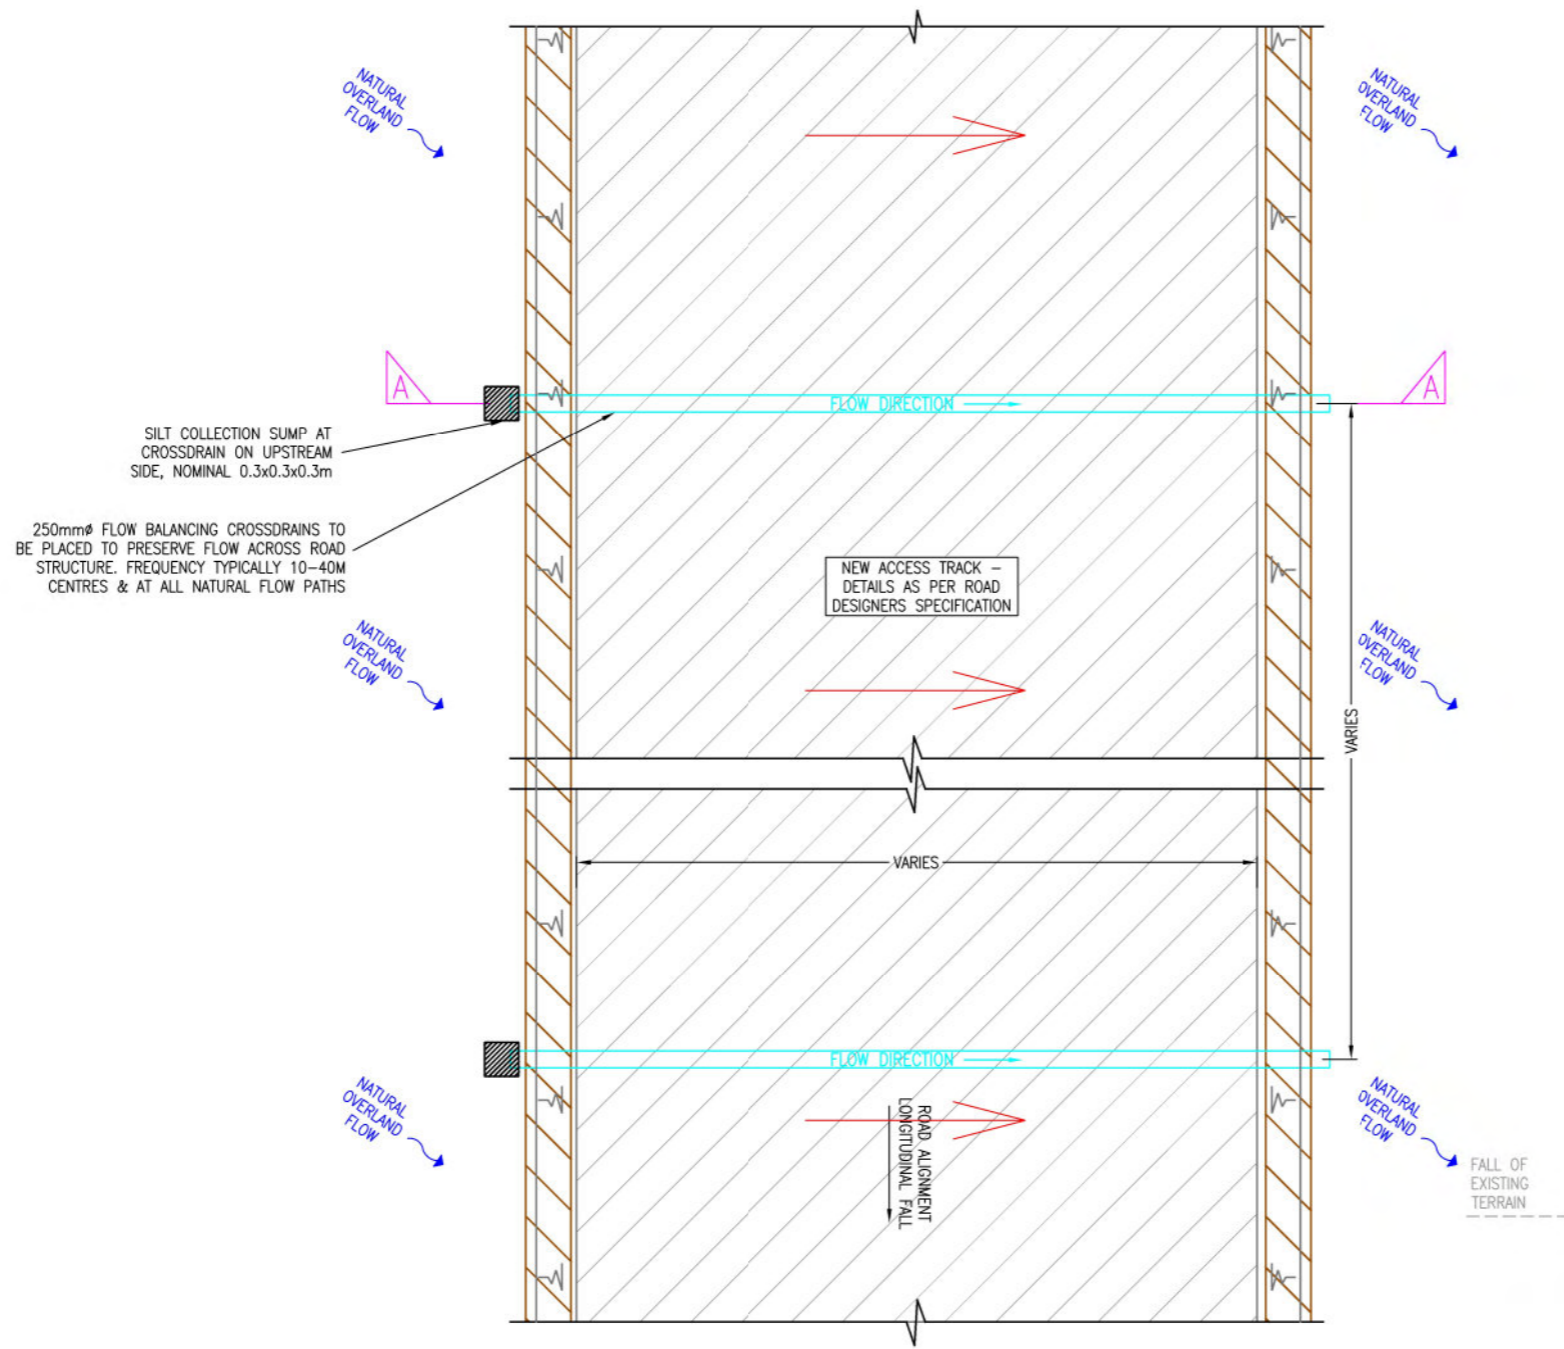 NATURAL
OVERLAND
FLOW
NATURAL
OVERLAND
FLOW
A
FLOW DIRECTION
A
SILT COLLECTION SUMP AT
CROSSDRAIN ON UPSTREAM
SIDE, NOMINAL 0.3x0.3x0.3m
250mmø FLOW BALANCING CROSSDRAINS TO
BE PLACED TO PRESERVE FLOW ACROSS ROAD
STRUCTURE. FREQUENCY TYPICALLY 10-40M
CENTRES & AT ALL NATURAL FLOW PATHS
NEW ACCESS TRACK -
DETAILS AS PER ROAD
DESIGNERS SPECIFICATION
NATURAL
OVERLAND
FLOW
NATURAL
OVERLAND
FLOW
VARIES
VARIES
FLOW DIRECTION
NATURAL
OVERLAND
FLOW
ROAD ALIGNMENT
LONGITUDINAL FALL
NATURAL
OVERLAND
FLOW
FALL OF
EXISTING
TERRAIN